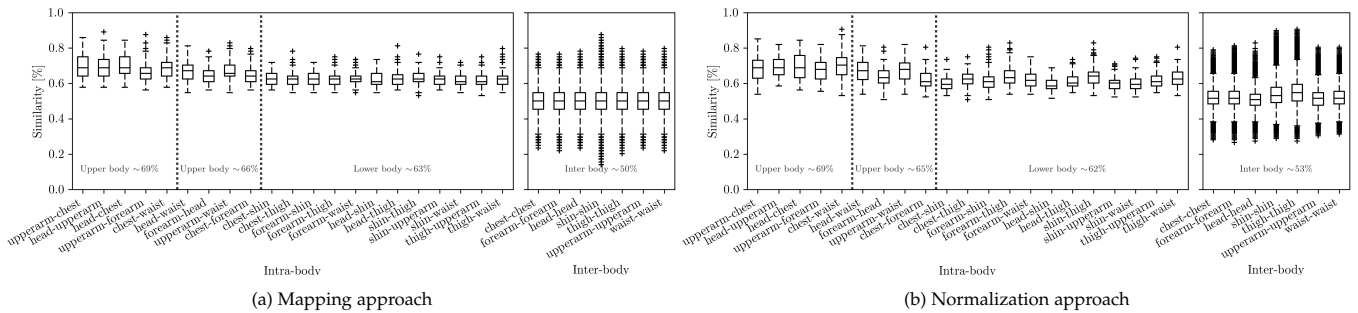 Similarity [%]
1.0
0.8
0.6
0.4
0.2
0.0
Upper body ∼69%
Upper body ∼66%
Lower body ∼63%
Inter body ∼50%
upperarm-chest
head-upperarm
head-chest
upperarm-forearm
chest-waist
head-waist
forearm-head
upperarm-waist
chest-forearm
chest-shin
chest-thigh
forearm-shin
forearm-thigh
forearm-waist
head-shin
head-thigh
shin-thigh
shin-upperarm
shin-waist
thigh-upperarm
thigh-waist
Intra-body
chest-chest
forearm-forearm
head-head
shin-shin
thigh-thigh
upperarm-upperarm
waist-waist
Inter-body
(a) Mapping approach
Similarity [%]
1.0
0.8
0.6
0.4
0.2
0.0
Upper body ∼69%
Upper body ∼65%
Lower body ∼62%
Inter body ∼53%
upperarm-chest
head-upperarm
head-chest
upperarm-forearm
chest-waist
head-waist
forearm-head
upperarm-waist
chest-forearm
chest-shin
chest-thigh
forearm-shin
forearm-thigh
forearm-waist
head-shin
head-thigh
shin-thigh
shin-upperarm
shin-waist
thigh-upperarm
thigh-waist
Intra-body
chest-chest
forearm-forearm
head-head
shin-shin
thigh-thigh
upperarm-upperarm
waist-waist
Inter-body
(b) Normalization approach